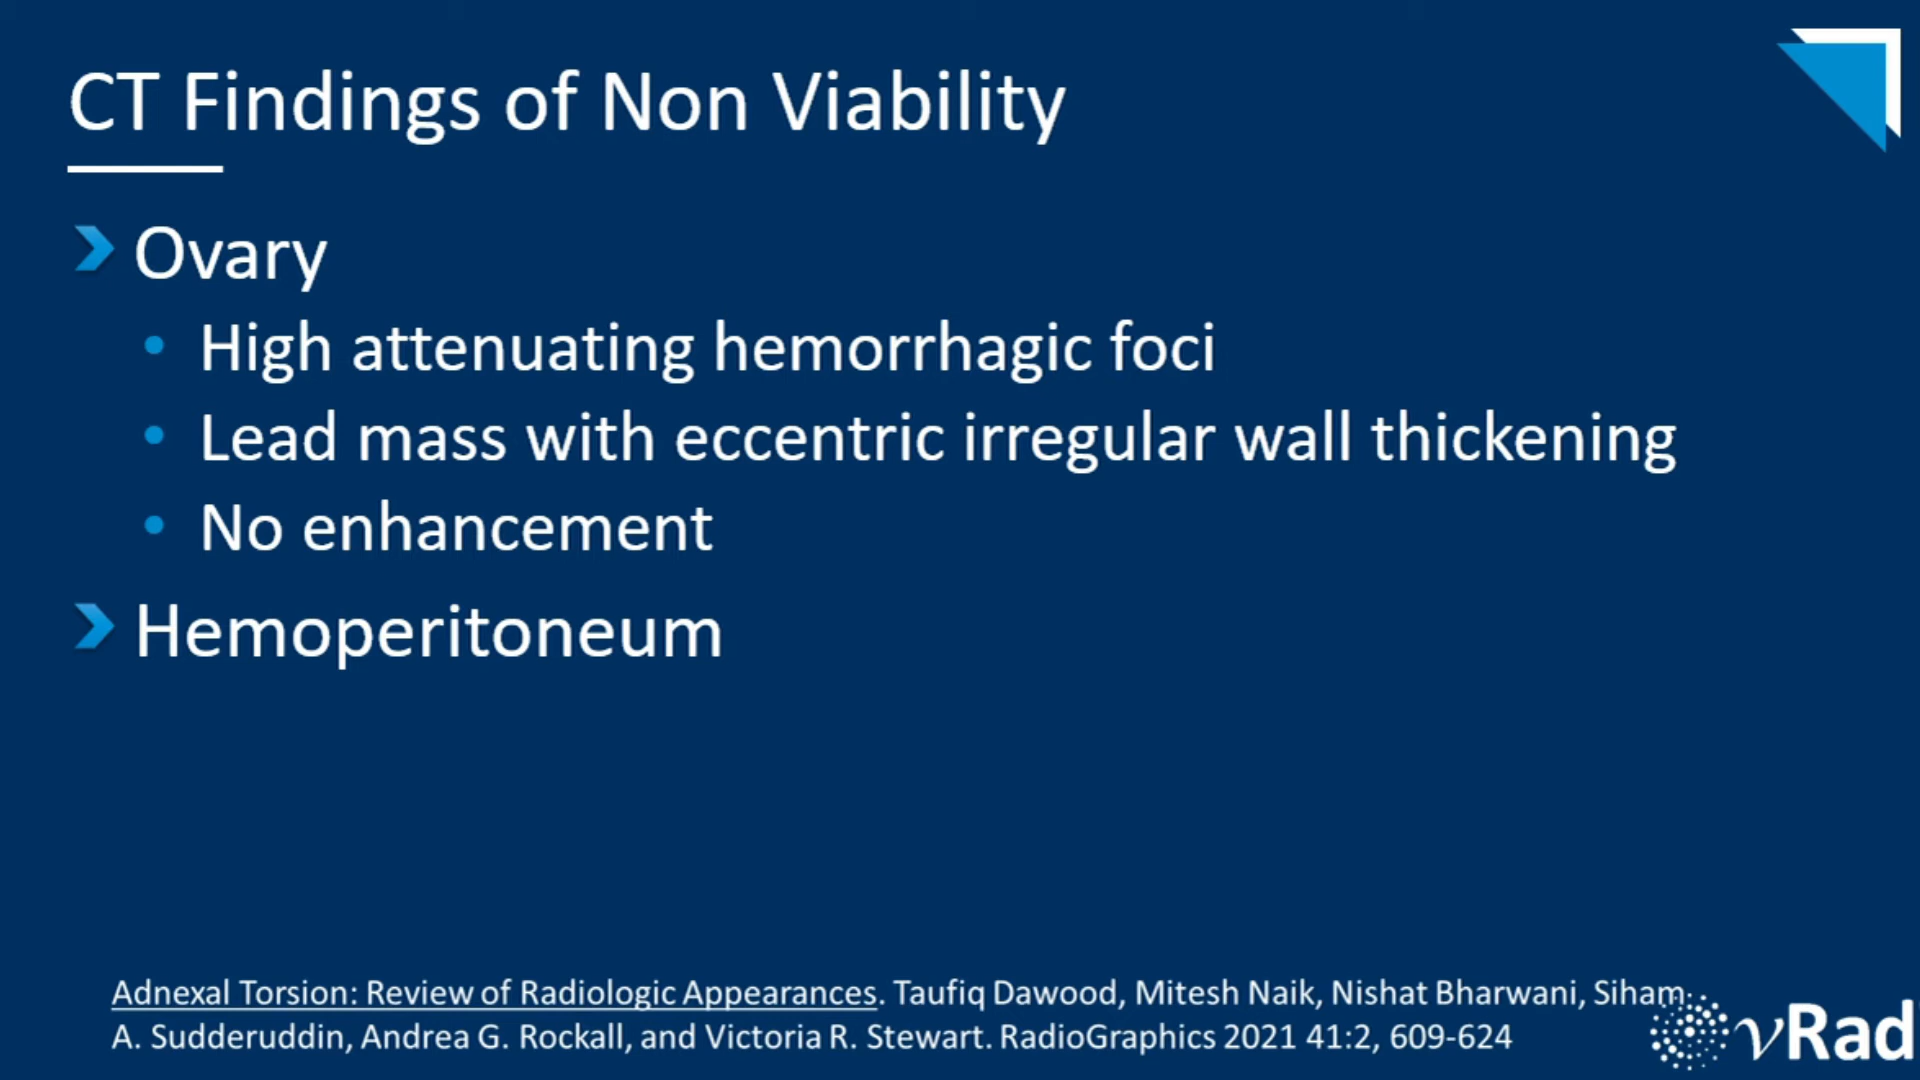 CT Findings of Non Viability
Ovary
High attenuating hemorrhagic foci
Lead mass with eccentric irregular wall thickening
No enhancement
Hemoperitoneum
Adnexal Torsion: Review of Radiologic Appearances. Taufiq Dawood, Mitesh Naik, Nishat Bharwani, Siham
A. Sudderuddin, Andrea G. Rockall, and Victoria R. Stewart. RadioGraphics 2021 41:2, 609-624
vRad